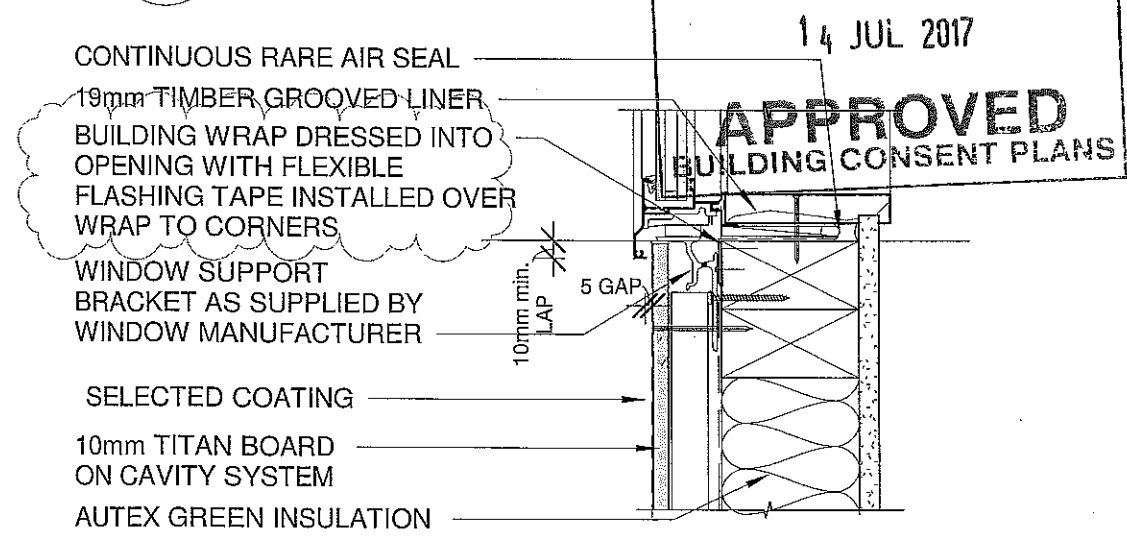 14 JUL 2017
APPROVED
BUILDING CONSENT PLANS
CONTINUOUS RARE AIR SEAL
19mm TIMBER GROOVED LINER
BUILDING WRAP DRESSED INTO
OPENING WITH FLEXIBLE
FLASHING TAPE INSTALLED OVER
WRAP TO CORNERS
WINDOW SUPPORT
BRACKET AS SUPPLIED BY
WINDOW MANUFACTURER
10mm min.
LAP
5 GAP
SELECTED COATING
10mm TITAN BOARD
ON CAVITY SYSTEM
AUTEX GREEN INSULATION